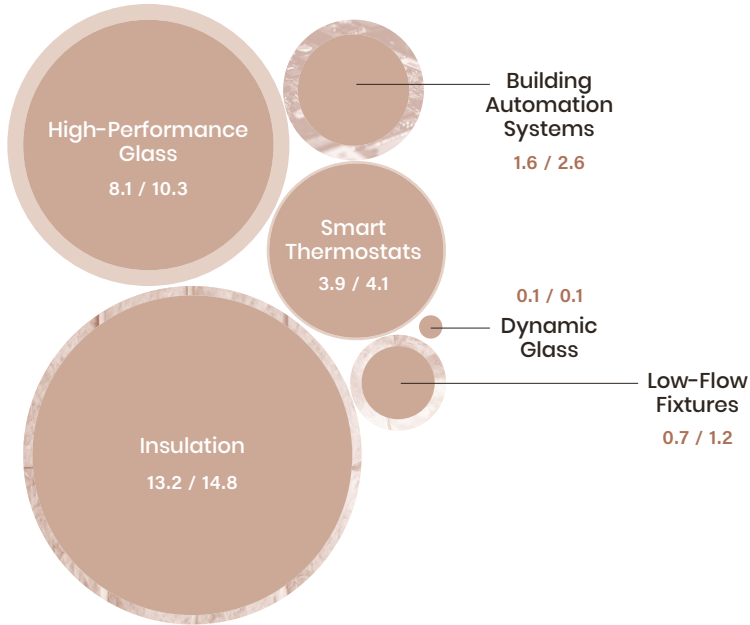 High-Performance
Glass
8.1 / 10.3
Building
Automation
Systems
1.6 / 2.6
Smart
Thermostats
3.9 / 4.1
0.1 / 0.1
Dynamic
Glass
Low-Flow
Fixtures
0.7 / 1.2
Insulation
13.2 / 14.8